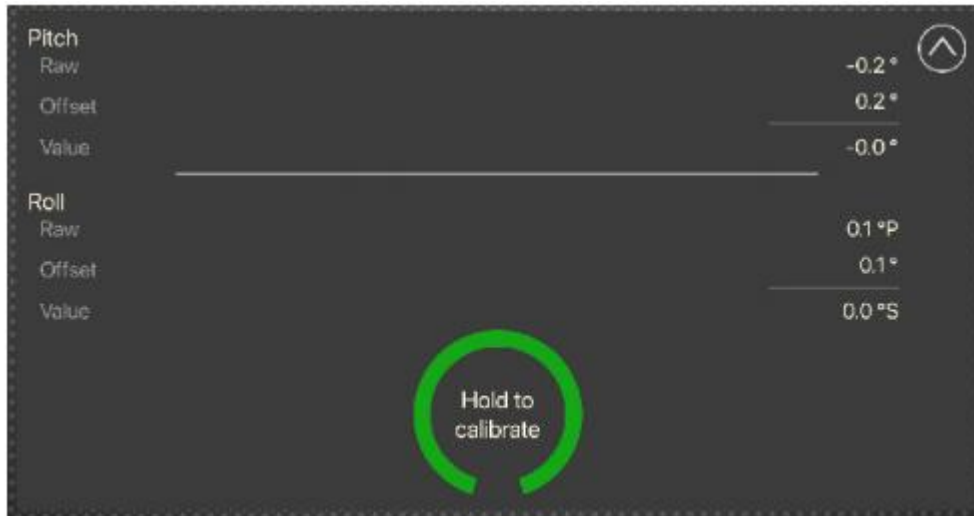 Pitch
Raw -0.2 °
Offset 0.2 °
Value -0.0 °
Roll
Raw 0.1 °P
Offset 0.1 °
Value 0.0 °S
Hold to
calibrate